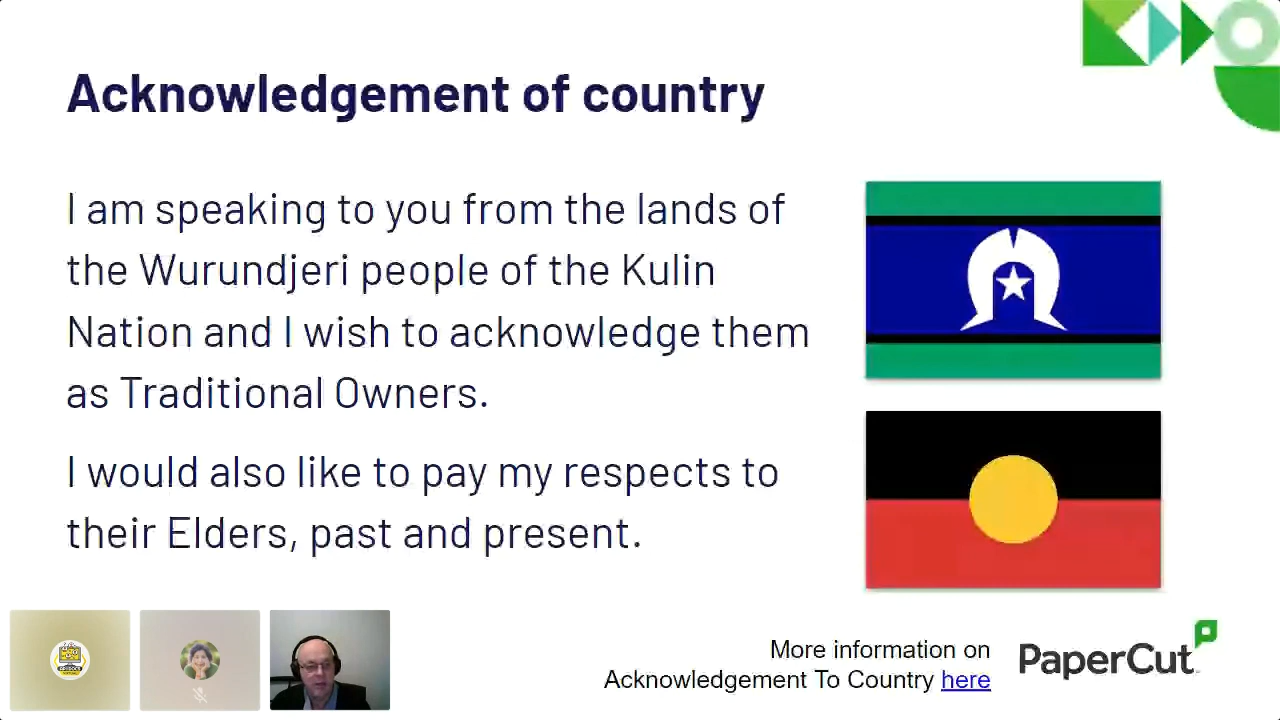 Acknowledgement of country
I am speaking to you from the lands of
the Wurundjeri people of the Kulin
Nation and I wish to acknowledge them
as Traditional Owners.
I would also like to pay my respects to
their Elders, past and present.
More information on
Acknowledgement To Country here
PaperCut